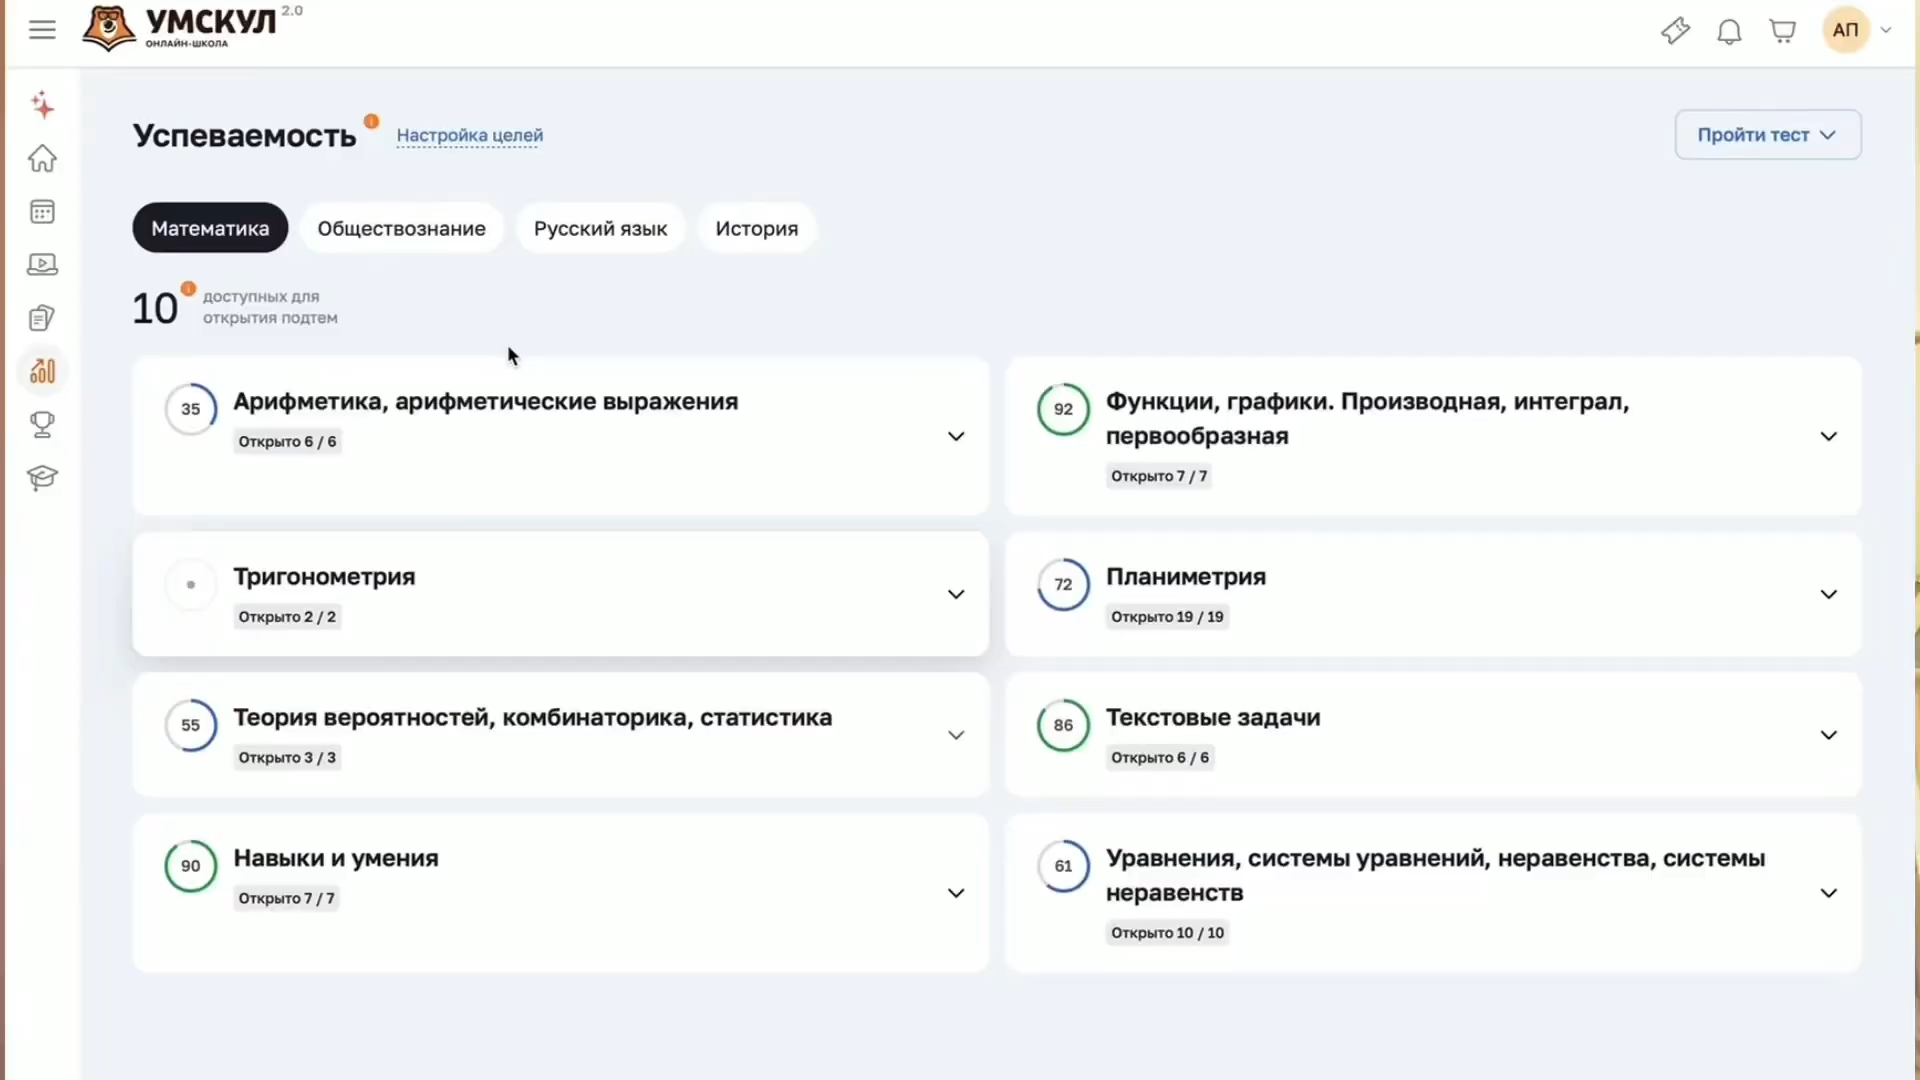 УМСКУЛ 2.0
ОНЛАЙН-ШКОЛА
АП
Успеваемость
Настройка целей
Пройти тест
Математика
Обществознание
Русский язык
История
10
доступных для
открытия подтем
35
Арифметика, арифметические выражения
Открыто 6 / 6
92
Функции, графики. Производная, интеграл,
первообразная
Открыто 7 / 7
Тригонометрия
Открыто 2 / 2
72
Планиметрия
Открыто 19 / 19
55
Теория вероятностей, комбинаторика, статистика
Открыто 3 / 3
86
Текстовые задачи
Открыто 6 / 6
90
Навыки и умения
Открыто 7 / 7
61
Уравнения, системы уравнений, неравенства, системы
неравенств
Открыто 10 / 10